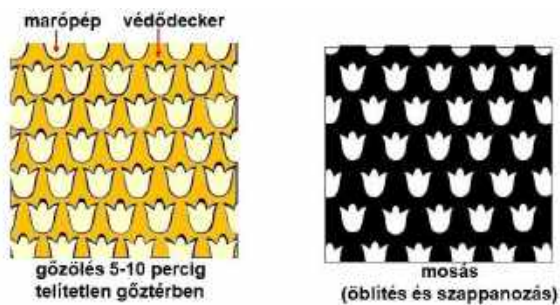 marópép védődecker
gőzölés 5-10 percig
telítetlen gőztérben
mosás
(öblítés és szappanozás)